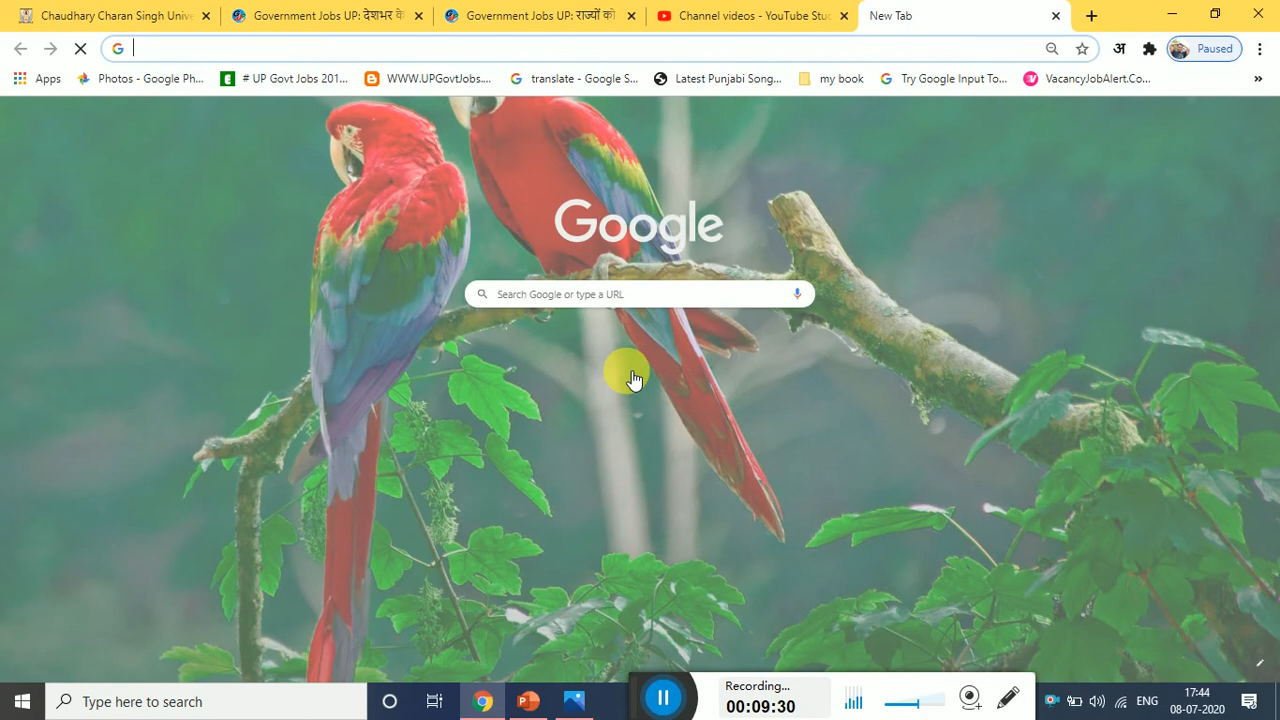 Chaudhary Charan Singh Unive
Government Jobs UP: देशभर के
Government Jobs UP: राज्यों को
Channel videos - YouTube Stud
New Tab
अ
Paused
Apps
Photos - Google Ph...
# UP Govt Jobs 201...
WWW.UPGovtJobs....
translate - Google S...
Latest Punjabi Song...
my book
Try Google Input To...
VacancyJobAlert.Co...
»
Google
Search Google or type a URL
Type here to search
Recording...
00:09:30
ENG
17:44
08-07-2020